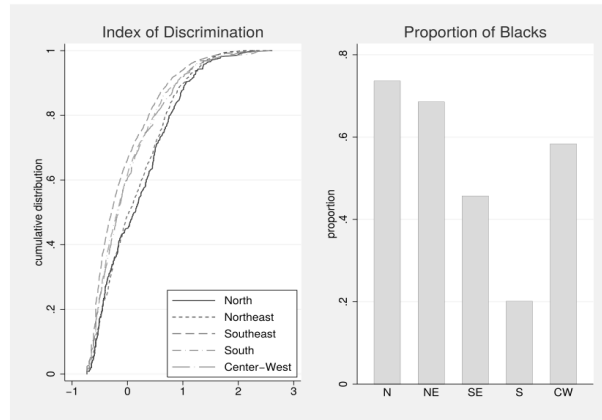 Index of Discrimination
cumulative distribution
1
.8
.6
.4
.2
0
−1 0 1 2 3
North
Northeast
Southeast
South
Center−West
Proportion of Blacks
proportion
.8
.6
.4
.2
0
N NE SE S CW